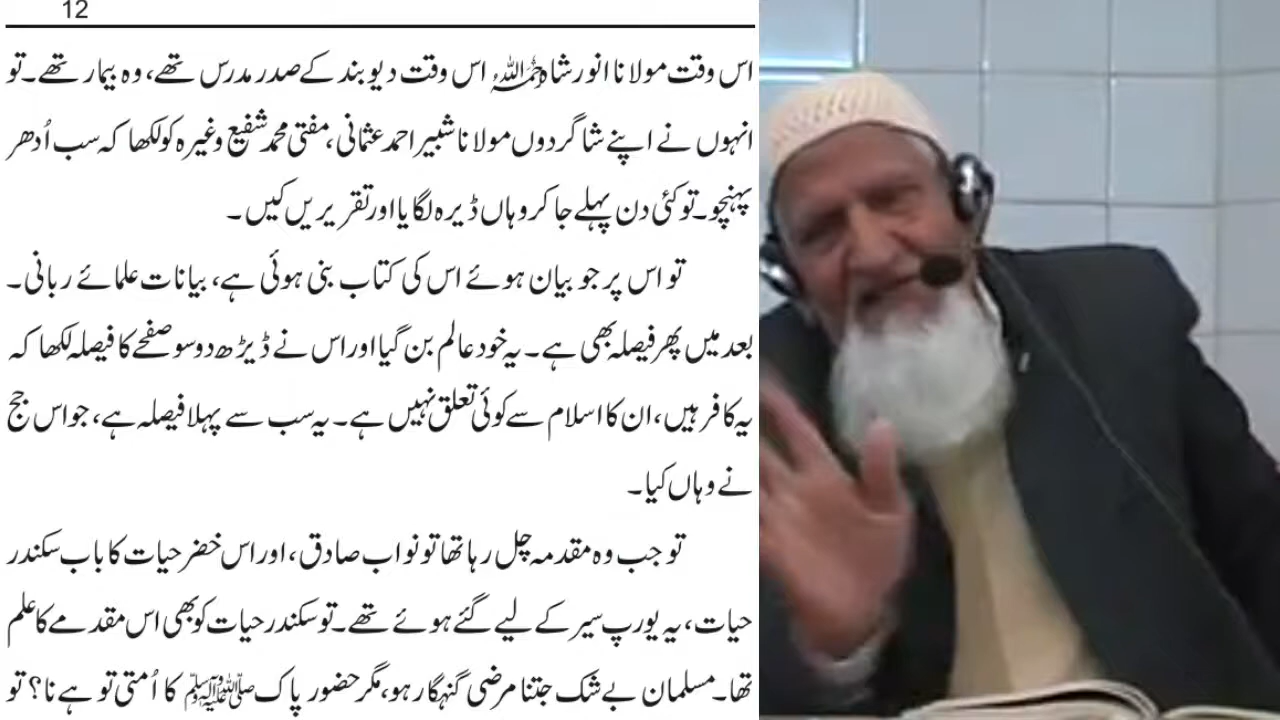 12
اس وقت مولانا انور شاہ رحمہ اللہ اس وقت دیوبند کے صدر مدرس تھے، وہ بیمار تھے۔ تو
انہوں نے اپنے شاگردوں مولانا شبیر احمد عثمانی، مفتی محمد شفیع وغیرہ کو لکھا کہ سب اُدھر
پہنچو۔ تو کئی دن پہلے جا کر وہاں ڈیرہ لگایا اور تقریریں کیں۔
تو اس پر جو بیان ہوئے اس کی کتاب بنی ہوئی ہے، بیانات علمائے ربانی۔
بعد میں پھر فیصلہ بھی ہے۔ یہ خود عالم بن گیا اور اس نے ڈیڑھ دو سو صفحے کا فیصلہ لکھا کہ
یہ کافر ہیں، ان کا اسلام سے کوئی تعلق نہیں ہے۔ یہ سب سے پہلا فیصلہ ہے، جو اس جج
نے وہاں کیا۔
تو جب وہ مقدمہ چل رہا تھا تو نواب صادق، اور اس خضر حیات کا باب سکندر
حیات، یہ یورپ سیر کے لیے گئے ہوئے تھے۔ تو سکندر حیات کو بھی اس مقدمے کا علم
تھا۔ مسلمان بے شک جتنا مرضی گنہگار ہو، مگر حضور پاک ﷺ کا اُمتی تو ہے نا؟ تو